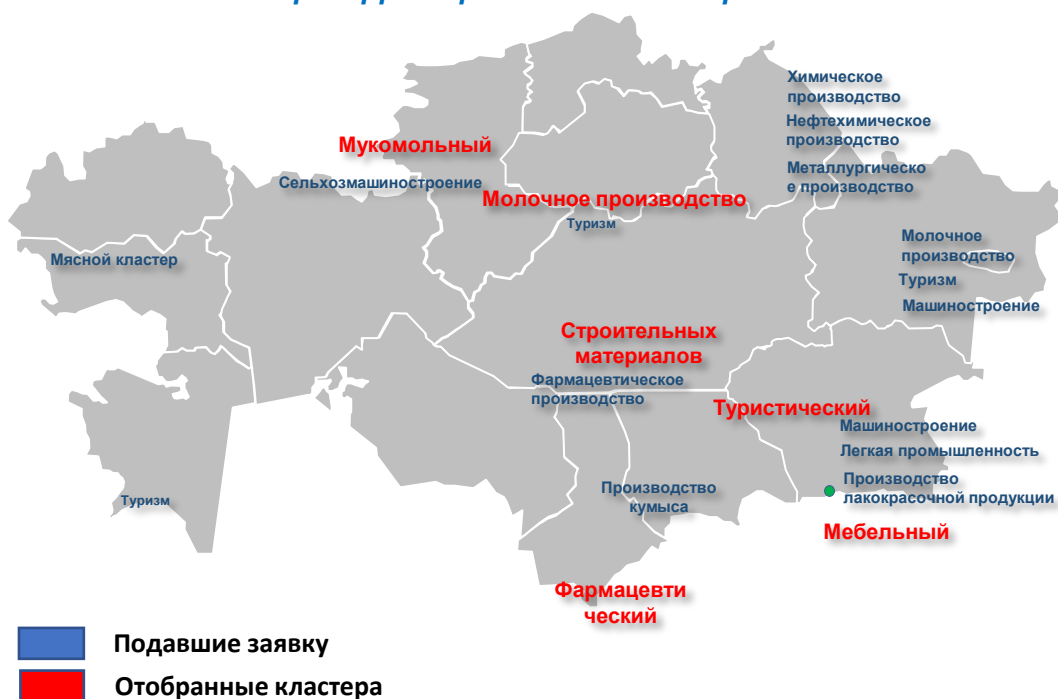 Химическое
производство
Нефтехимическое
производство
Мукомольный
Металлургическо
е производство
Сельхозмашиностроение
Молочное производство
Туризм
Молочное
производство
Мясной кластер
Туризм
Машиностроение
Строительных
материалов
Фармацевтическое
производство
Туристический
Машиностроение
Легкая промышленность
Производство
лакокрасочной продукции
Производство
кумыса
Туризм
Мебельный
Фармацевти
ческий
Подавшие заявку
Отобранные кластера